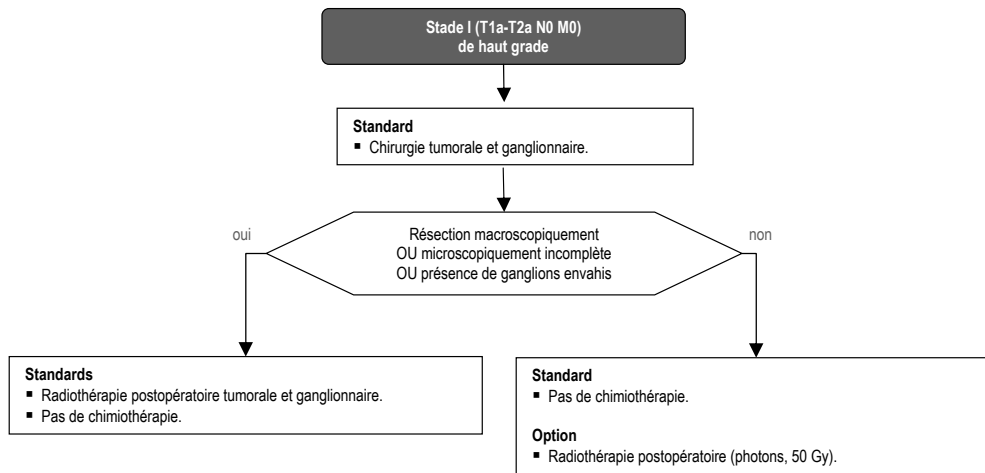 Stade I (T1a-T2a N0 M0)
de haut grade
Standard
▪ Chirurgie tumorale et ganglionnaire.
oui
Résection macroscopiquement
OU microscopiquement incomplète
OU présence de ganglions envahis
non
Standards
▪ Radiothérapie postopératoire tumorale et ganglionnaire.
▪ Pas de chimiothérapie.
Standard
▪ Pas de chimiothérapie.
Option
▪ Radiothérapie postopératoire (photons, 50 Gy).